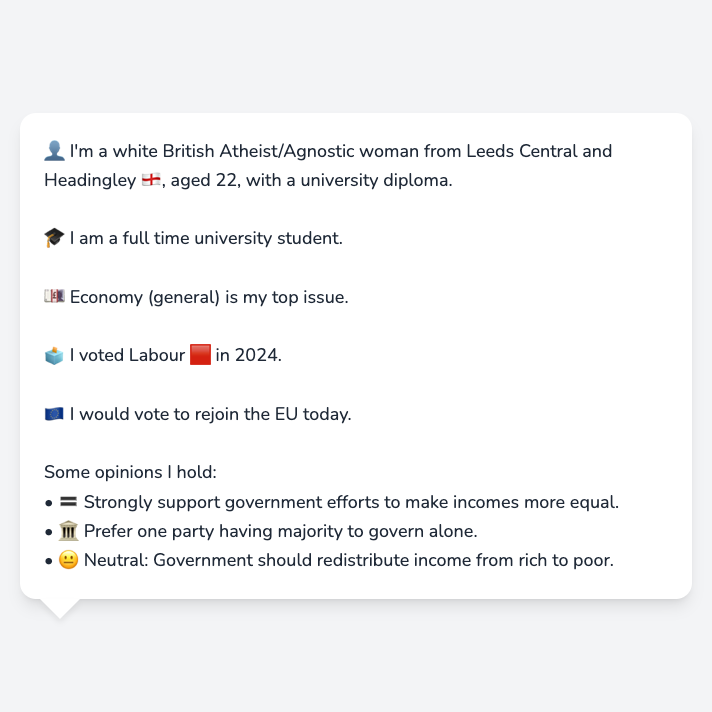 👤 I'm a white British Atheist/Agnostic woman from Leeds Central and
Headingley 🏴󠁧󠁢󠁥󠁮󠁧󠁿, aged 22, with a university diploma.
🎓 I am a full time university student.
💷 Economy (general) is my top issue.
🗳️ I voted Labour 🟥 in 2024.
🇪🇺 I would vote to rejoin the EU today.
Some opinions I hold:
• 🟰 Strongly support government efforts to make incomes more equal.
• 🏛️ Prefer one party having majority to govern alone.
• 😐 Neutral: Government should redistribute income from rich to poor.